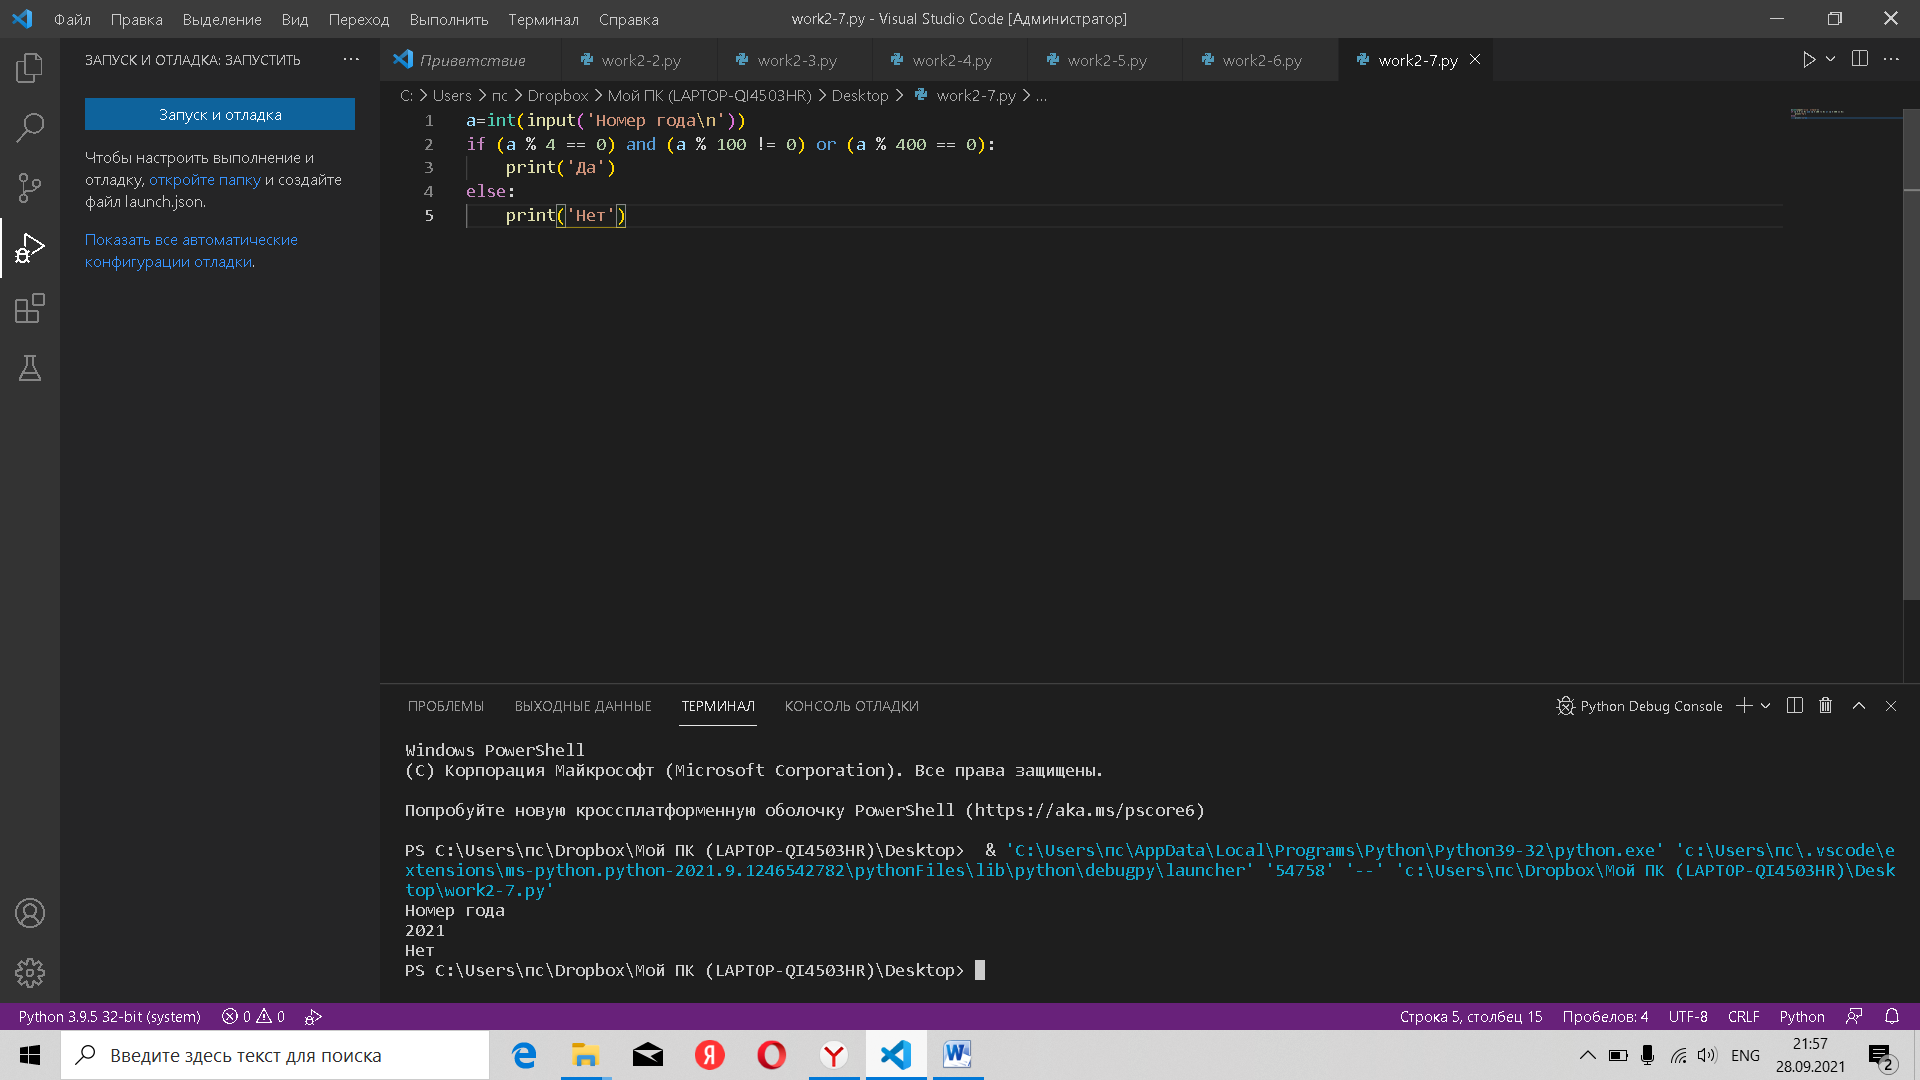 Файл Правка Выделение Вид Переход Выполнить Терминал Справка
work2-7.py - Visual Studio Code [Администратор]
ЗАПУСК И ОТЛАДКА: ЗАПУСТИТЬ
Запуск и отладка
Чтобы настроить выполнение и
отладку, откройте папку и создайте
файл launch.json.
Показать все автоматические
конфигурации отладки.
Приветствие work2-2.py work2-3.py work2-4.py work2-5.py work2-6.py work2-7.py
C: > Users > пс > Dropbox > Мой ПК (LAPTOP-QI4503HR) > Desktop > work2-7.py > ...
1 a=int(input('Номер года\n'))
2 if (a % 4 == 0) and (a % 100 != 0) or (a % 400 == 0):
3     print('Да')
4 else:
5     print('Нет')
ПРОБЛЕМЫ ВЫХОДНЫЕ ДАННЫЕ ТЕРМИНАЛ КОНСОЛЬ ОТЛАДКИ
Python Debug Console
Windows PowerShell
(C) Корпорация Майкрософт (Microsoft Corporation). Все права защищены.
Попробуйте новую кроссплатформенную оболочку PowerShell (https://aka.ms/pscore6)
PS C:\Users\пс\Dropbox\Мой ПК (LAPTOP-QI4503HR)\Desktop>  & 'C:\Users\пс\AppData\Local\Programs\Python\Python39-32\python.exe' 'c:\Users\пс\.vscode\e
xtensions\ms-python.python-2021.9.1246542782\pythonFiles\lib\python\debugpy\launcher' '54758' '--' 'c:\Users\пс\Dropbox\Мой ПК (LAPTOP-QI4503HR)\Desk
top\work2-7.py'
Номер года
2021
Нет
PS C:\Users\пс\Dropbox\Мой ПК (LAPTOP-QI4503HR)\Desktop>
Python 3.9.5 32-bit (system) 0 0
Строка 5, столбец 15 Пробелов: 4 UTF-8 CRLF Python
Введите здесь текст для поиска
ENG
21:57
28.09.2021
2